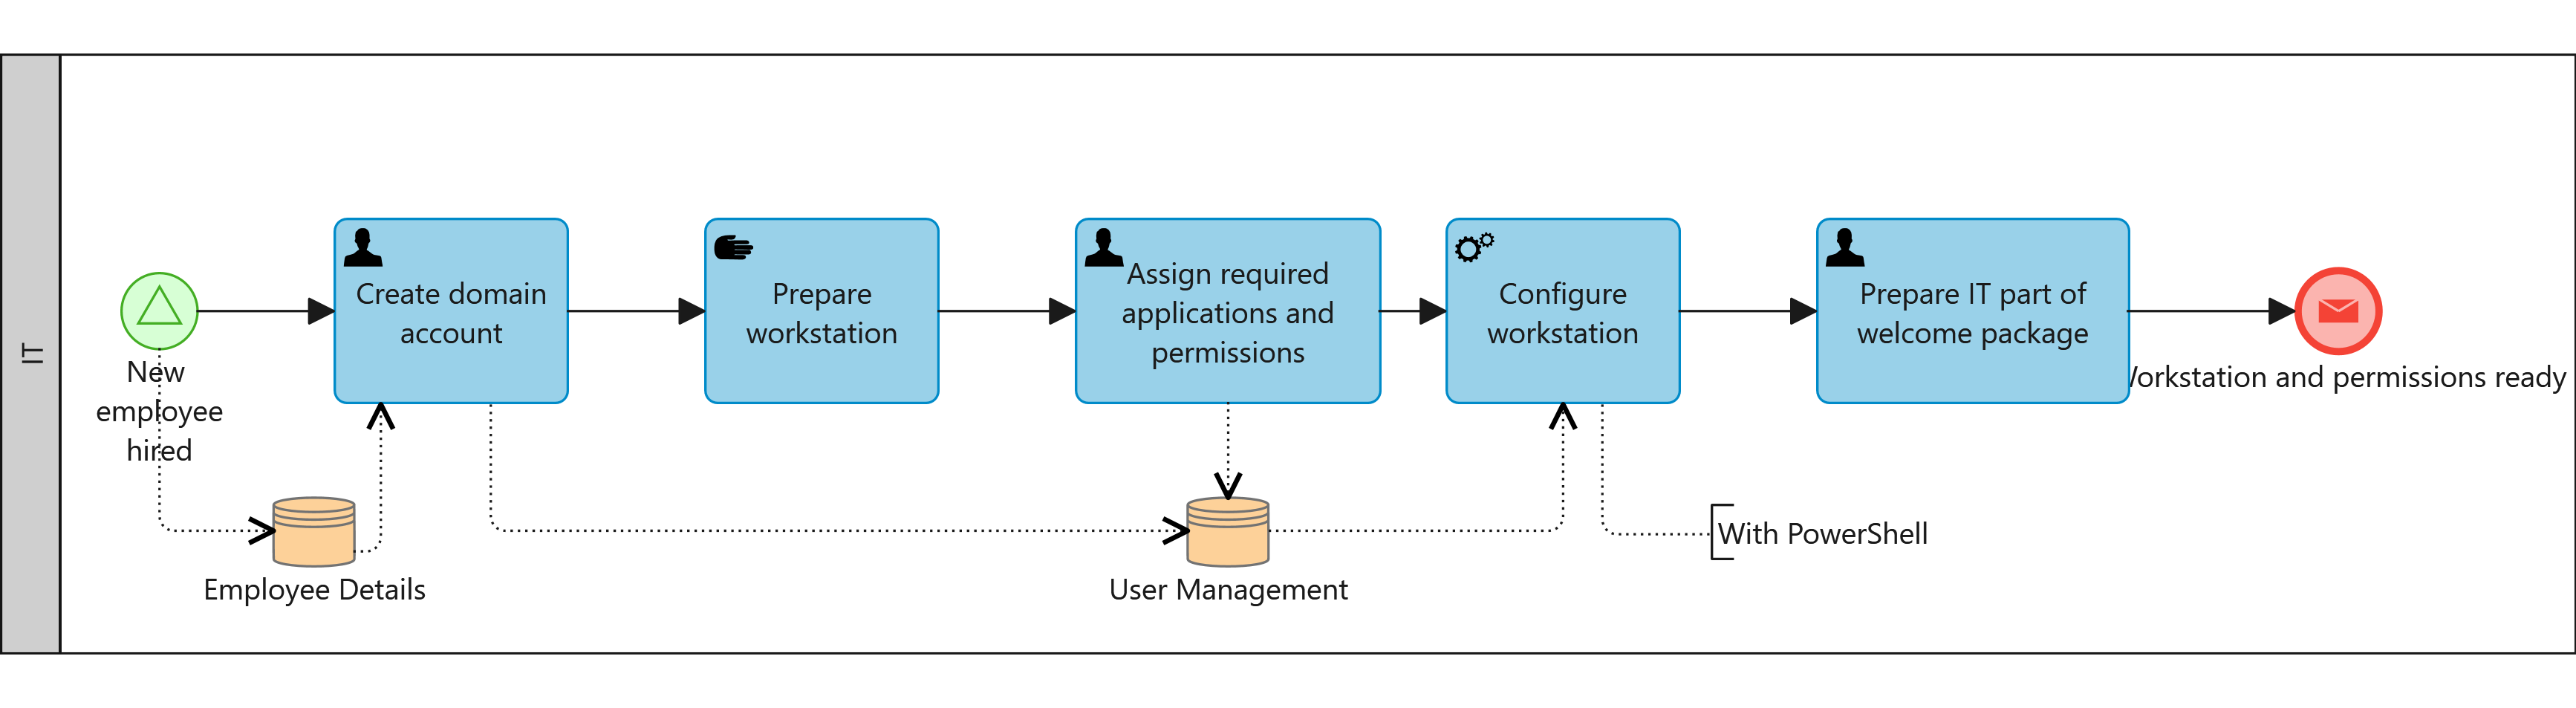 IT
New
employee
hired
Create domain
account
Prepare
workstation
Assign required
applications and
permissions
Configure
workstation
Prepare IT part of
welcome package
and permissions ready
Employee Details
User Management
With PowerShell